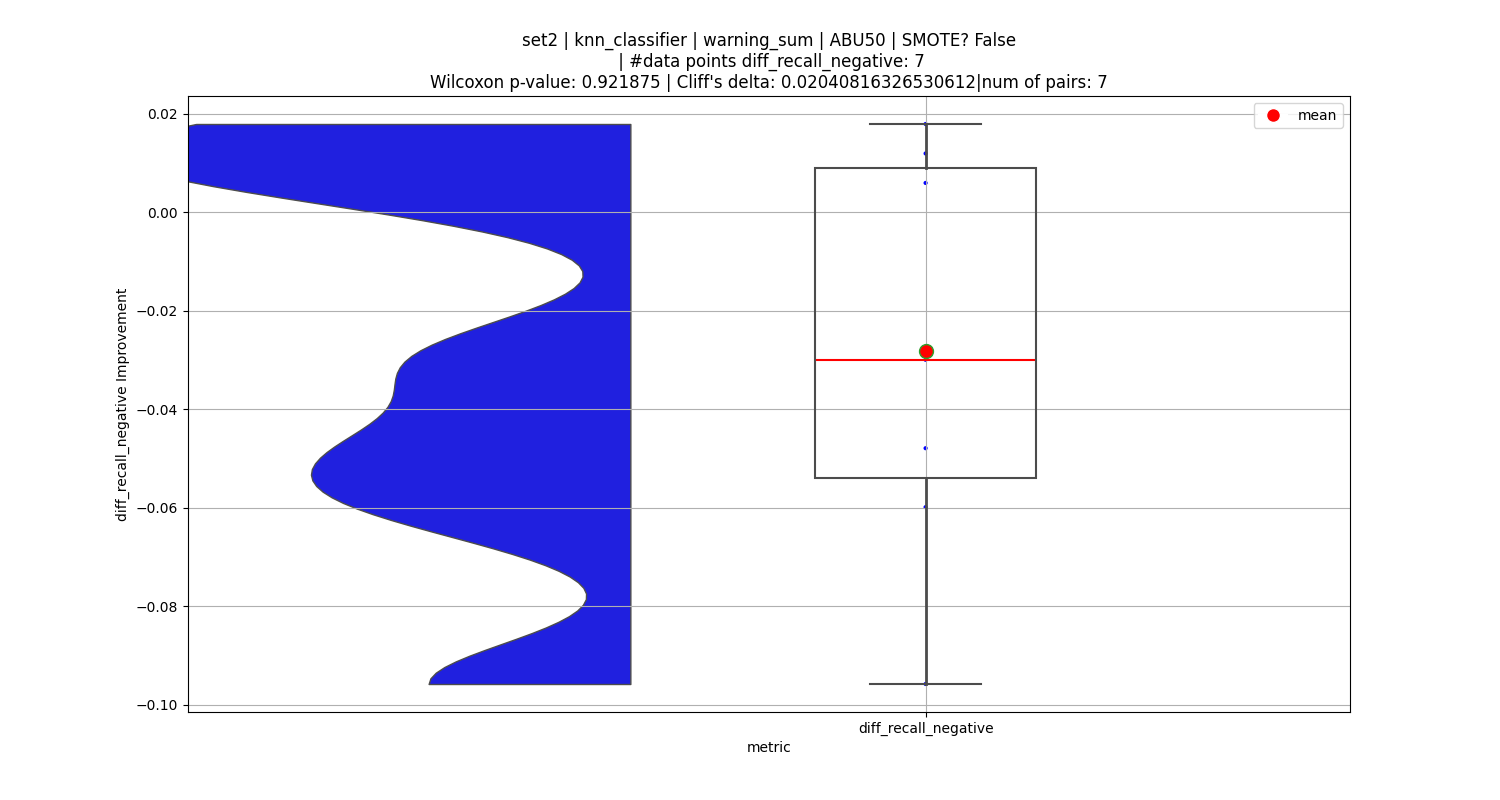 set2 | knn_classifier | warning_sum | ABU50 | SMOTE? False
| #data points diff_recall_negative: 7
Wilcoxon p-value: 0.921875 | Cliff's delta: 0.02040816326530612|num of pairs: 7
mean
0.02
0.00
−0.02
−0.04
−0.06
−0.08
−0.10
diff_recall_negative Improvement
diff_recall_negative
metric